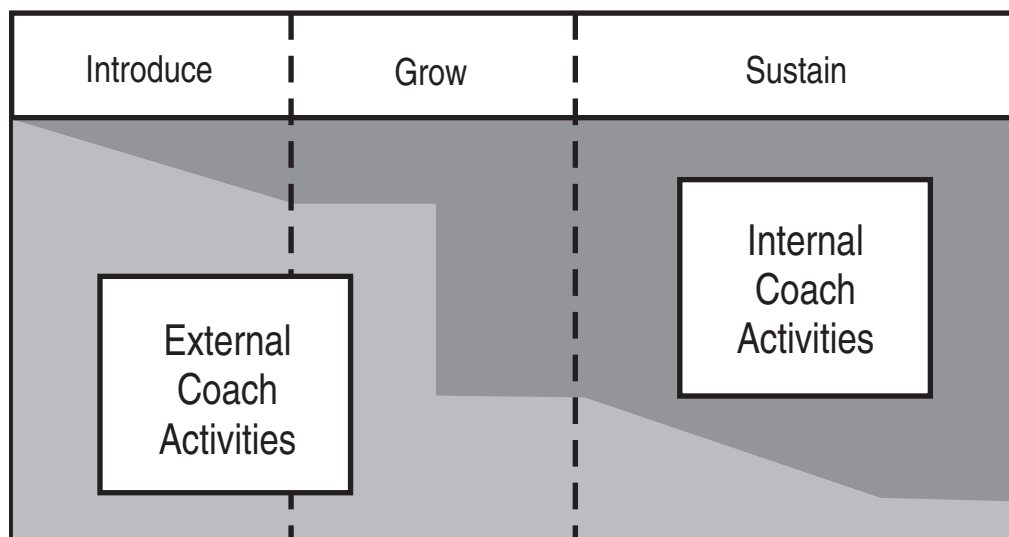 Introduce
Grow
Sustain
External
Coach
Activities
Internal
Coach
Activities